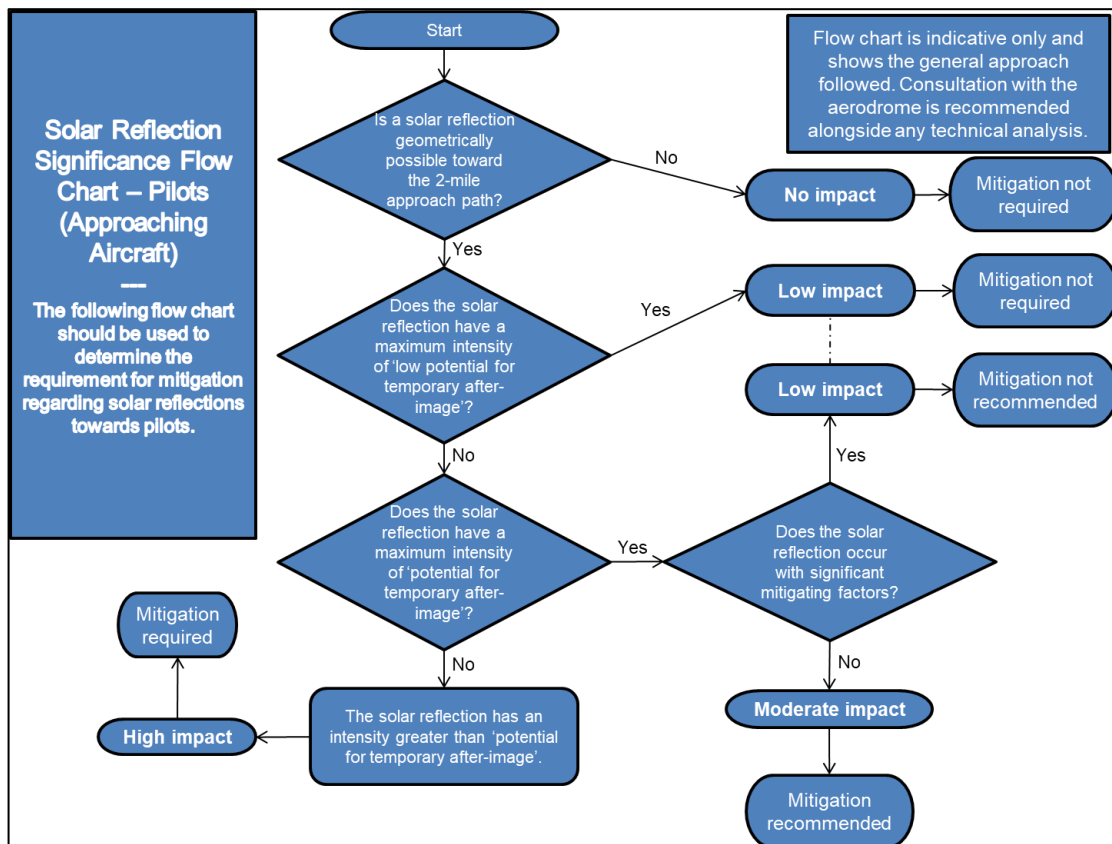 Solar Reflection
Significance Flow
Chart – Pilots
(Approaching
Aircraft)
---
The following flow chart
should be used to
determine the
requirement for mitigation
regarding solar reflections
towards pilots.
Start
Flow chart is indicative only and
shows the general approach
followed. Consultation with the
aerodrome is recommended
alongside any technical analysis.
Is a solar reflection
geometrically
possible toward
the 2-mile
approach path?
No
No impact
Mitigation not
required
Yes
Does the solar
reflection have a
maximum intensity
of ‘low potential for
temporary after-
image’?
Yes
Low impact
Mitigation not
required
Low impact
Mitigation not
recommended
No
Yes
Does the solar
reflection have a
maximum intensity
of ‘potential for
temporary after-
image’?
Yes
Does the solar
reflection occur
with significant
mitigating factors?
Mitigation
required
No
No
The solar reflection has an
intensity greater than ‘potential
for temporary after-image’.
High impact
Moderate impact
Mitigation
recommended